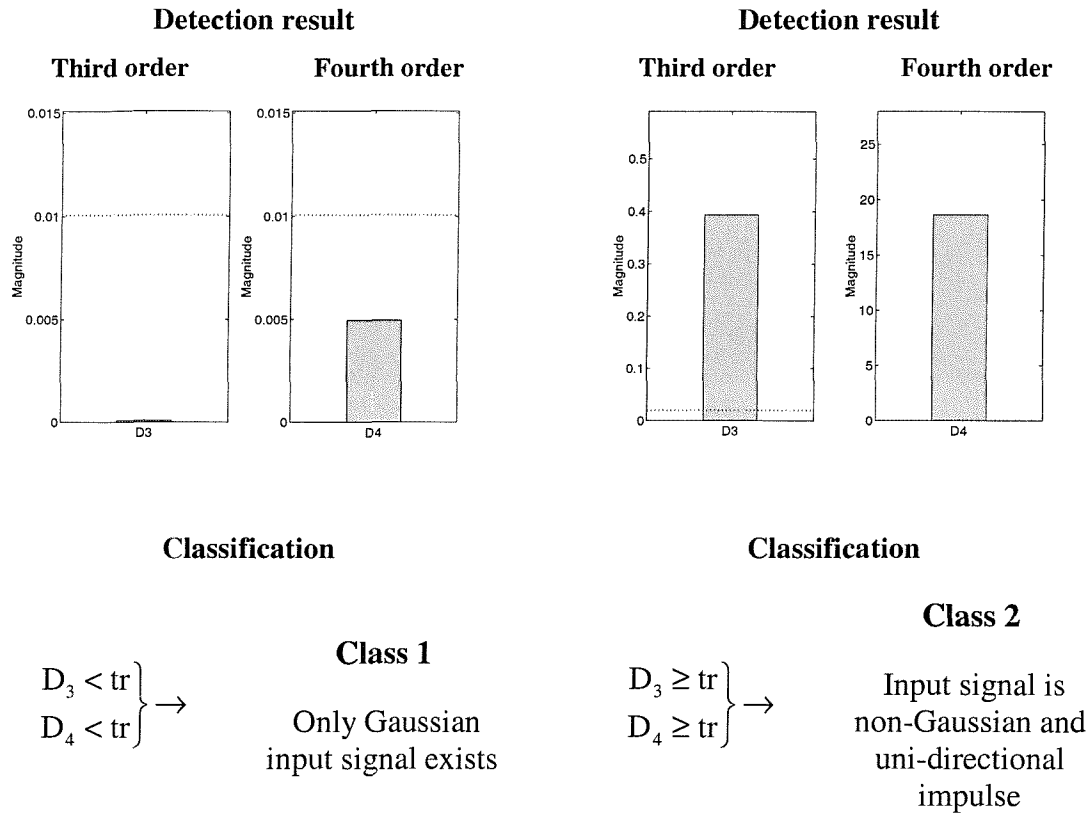 Detection result
Third order
Fourth order
0.015
0.01
0.005
0
Magnitude
D3
0.015
0.01
0.005
0
Magnitude
D4
Detection result
Third order
Fourth order
0.5
0.4
0.3
0.2
0.1
0
Magnitude
D3
25
20
15
10
5
0
Magnitude
D4
Classification
D₃ < tr
D₄ < tr
} →
Class 1
Only Gaussian
input signal exists
Classification
D₃ ≥ tr
D₄ ≥ tr
} →
Class 2
Input signal is
non-Gaussian and
uni-directional
impulse